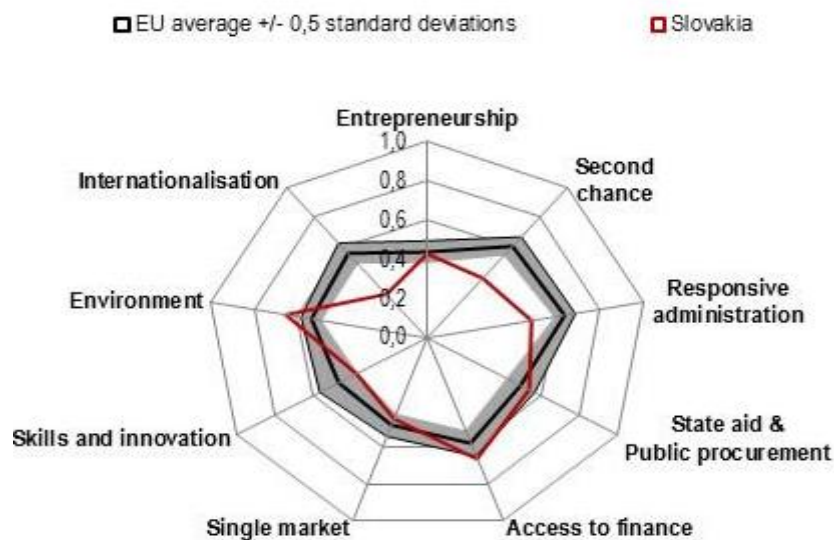 EU average +/- 0,5 standard deviations
Slovakia
Entrepreneurship
1,0
0,8
0,6
0,4
0,2
0,0
Second
chance
Responsive
administration
State aid &
Public procurement
Access to finance
Single market
Skills and innovation
Environment
Internationalisation